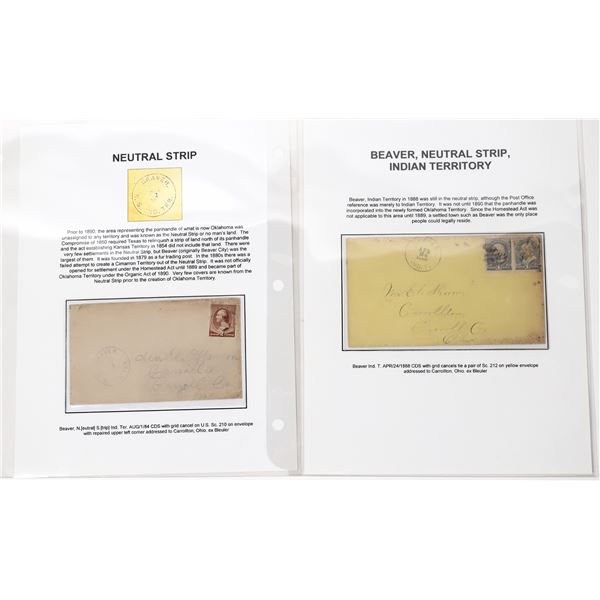 NEUTRAL STRIP
BEAVER,
IND. TER.
Prior to 1890, the area representing the panhandle of what is now Oklahoma was
unassigned to any territory and was known as the Neutral Strip or no man's land. The
Compromise of 1850 required Texas to relinquish a strip of land north of its panhandle
and the act establishing Kansas Territory is 1854 did not include that land. There were
very few settlements in the Neutral Strip, but Beaver (originally Beaver City) was the
largest of them. It was founded in 1879 as a fur trading post. In the 1880s there was a
failed attempt to create a Cimarron Territory out of the Neutral Strip. It was not officially
opened for settlement under the Homestead Act until 1889 and became part of
Oklahoma Territory under the Organic Act of 1890. Very few covers are known from the
Neutral Strip prior to the creation of Oklahoma Territory.
Carrollton
Carroll Co
Beaver, N.[eutral] S.[trip] Ind. Ter. AUG/1/84 CDS with grid cancel on U.S. Sc. 210 on envelope
with repaired upper left corner addressed to Carrollton, Ohio. ex Bleuler
BEAVER, NEUTRAL STRIP,
INDIAN TERRITORY
Beaver, Indian Territory in 1888 was still in the neutral strip, although the Post Office
reference was merely to Indian Territory. It was not until 1890 that the panhandle was
incorporated into the newly formed Oklahoma Territory. Since the Homestead Act was
not applicable to this area until 1889, a settled town such as Beaver was the only place
people could legally reside.
Carrollton,
Carroll Co.
Beaver Ind. T. APR/24/1888 CDS with grid cancels tie a pair of Sc. 212 on yellow envelope
addressed to Carrollton, Ohio. ex Bleuler